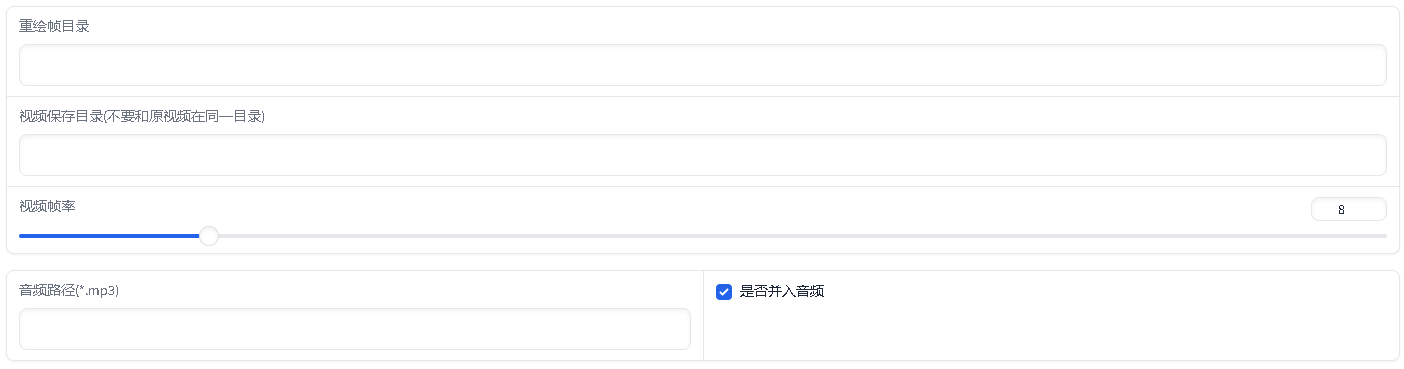 重绘帧目录
视频保存目录(不要和原视频在同一目录)
视频帧率
8
音频路径(*.mp3)
是否并入音频